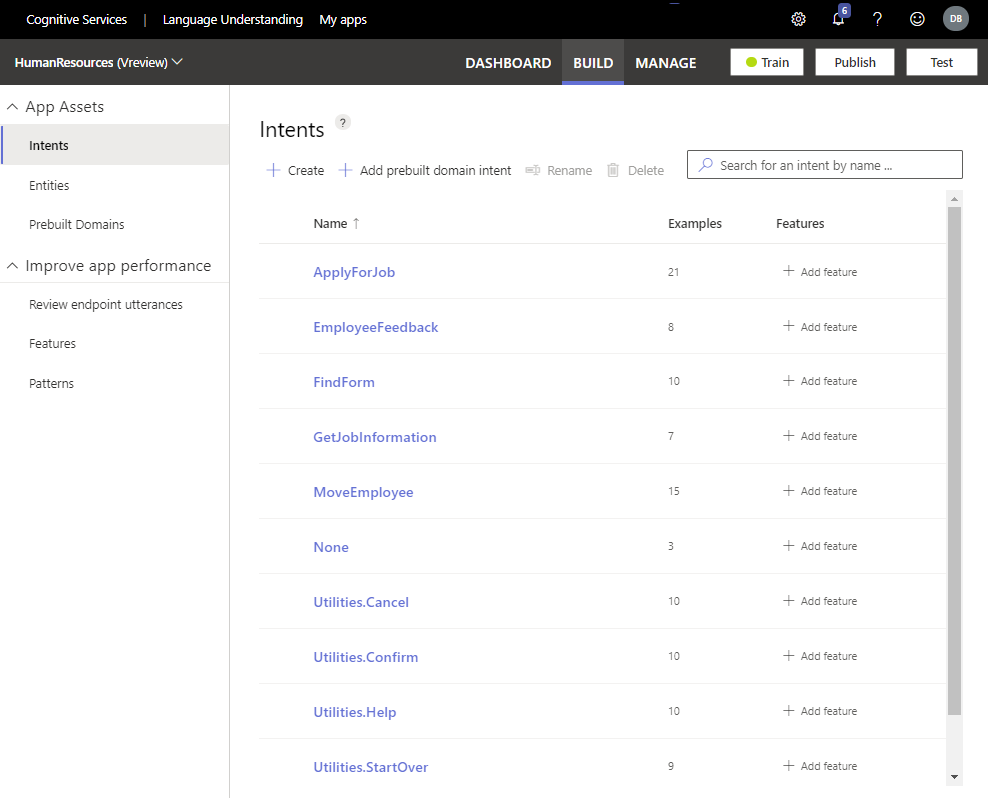 Cognitive Services | Language Understanding My apps 6 ? DB
HumanResources (Vreview) DASHBOARD BUILD MANAGE Train Publish Test
App Assets
Intents
Entities
Prebuilt Domains
Improve app performance
Review endpoint utterances
Features
Patterns
Intents ?
+ Create + Add prebuilt domain intent Rename Delete Search for an intent by name ...
Name ↑ Examples Features
ApplyForJob 21 + Add feature
EmployeeFeedback 8 + Add feature
FindForm 10 + Add feature
GetJobInformation 7 + Add feature
MoveEmployee 15 + Add feature
None 3 + Add feature
Utilities.Cancel 10 + Add feature
Utilities.Confirm 10 + Add feature
Utilities.Help 10 + Add feature
Utilities.StartOver 9 + Add feature